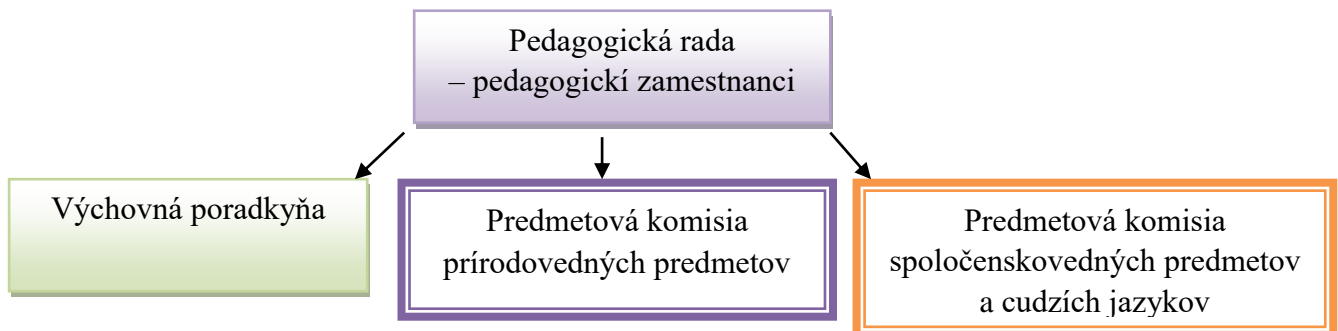 Pedagogická rada
– pedagogickí zamestnanci
Výchovná poradkyňa
Predmetová komisia
prírodovedných predmetov
Predmetová komisia
spoločenskovedných predmetov
a cudzích jazykov